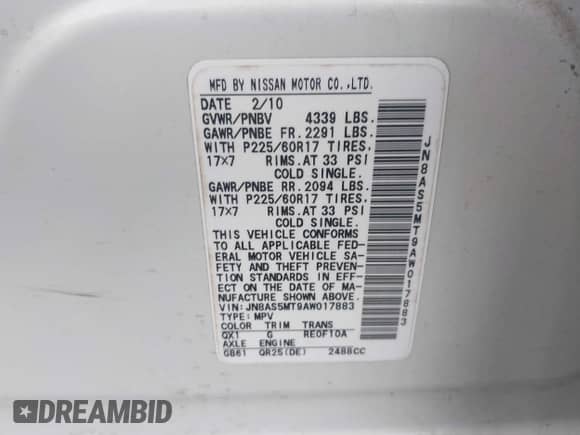 MFD BY NISSAN MOTOR CO.,LTD.
DATE 2/10
GVWR/PNBV 4339 LBS.
GAWR/PNBE FR. 2291 LBS.
WITH P225/60R17 TIRES,
17x7 RIMS.AT 33 PSI
COLD SINGLE.
GAWR/PNBE RR. 2094 LBS.
WITH P225/60R17 TIRES,
17x7 RIMS.AT 33 PSI
COLD SINGLE.
THIS VEHICLE CONFORMS
TO ALL APPLICABLE FED-
ERAL MOTOR VEHICLE SA-
FETY AND THEFT PREVEN-
TION STANDARDS IN EFF-
ECT ON THE DATE OF MA-
NUFACTURE SHOWN ABOVE.
VIN: JN8AS5MT9AW017883
TYPE: MPV
COLOR TRIM TRANS
QX1 G RE0F10A
AXLE ENGINE
GB61 QR25(DE) 2488CC
JN8AS5MT9AW017883
DREAMBID